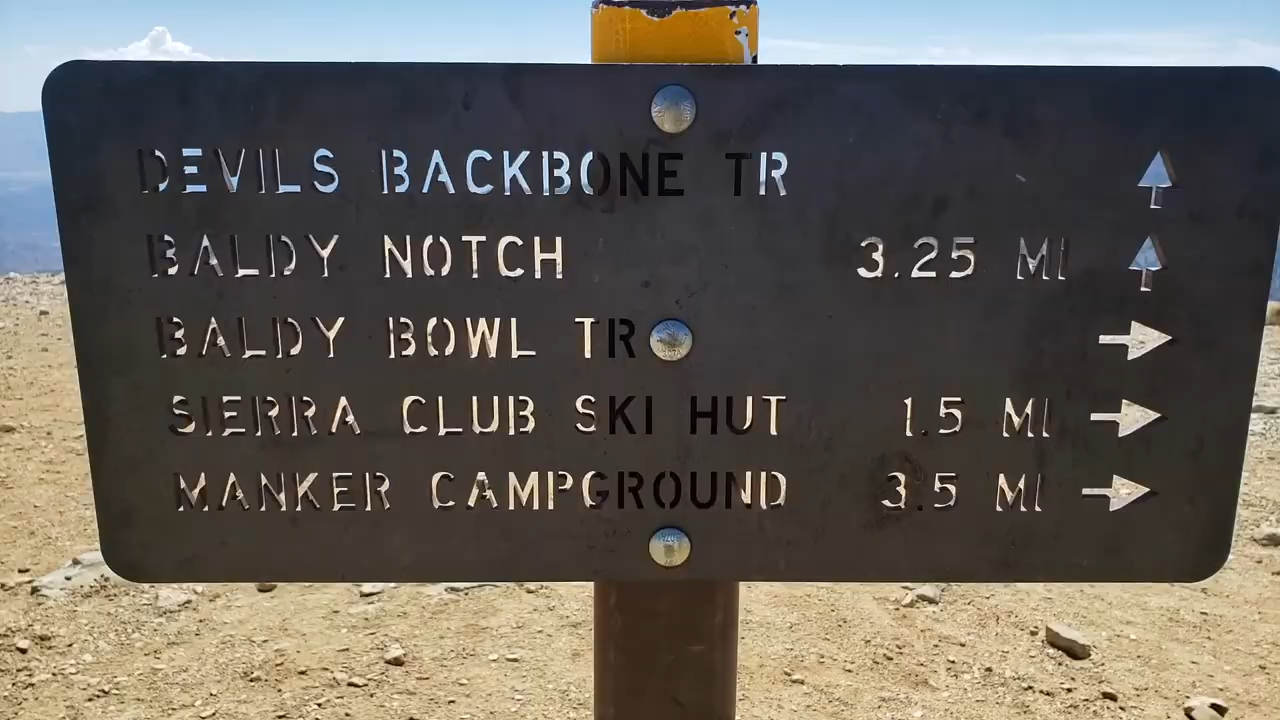 DEVILS BACKBONE TR
BALDY NOTCH 3.25 MI
BALDY BOWL TR
SIERRA CLUB SKI HUT 1.5 MI
MANKER CAMPGROUND 3.5 MI